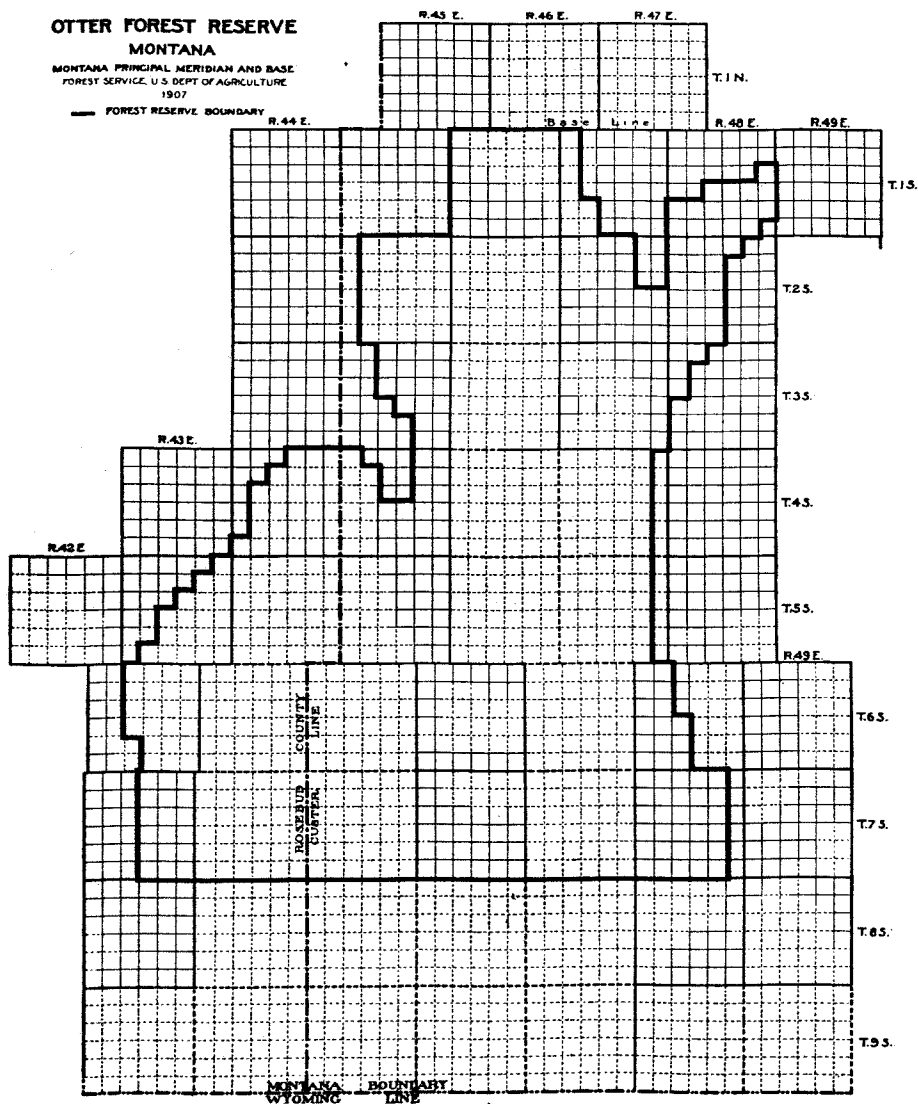 OTTER FOREST RESERVE
MONTANA
MONTANA PRINCIPAL MERIDIAN AND BASE
FOREST SERVICE, U.S. DEPT OF AGRICULTURE
1907
FOREST RESERVE BOUNDARY
R.45 E.
R.46 E.
R.47 E.
T.1 N.
R.44 E.
Base Line
R.48 E.
R.49 E.
T.1 S.
T.2 S.
T.3 S.
R.43 E.
T.4 S.
R.42 E
T.5 S.
R.49 E.
ROSEBUD COUNTY
CUSTER LINE
T.6 S.
T.7 S.
T.8 S.
T.9 S.
MONTANA BOUNDARY
WYOMING LINE